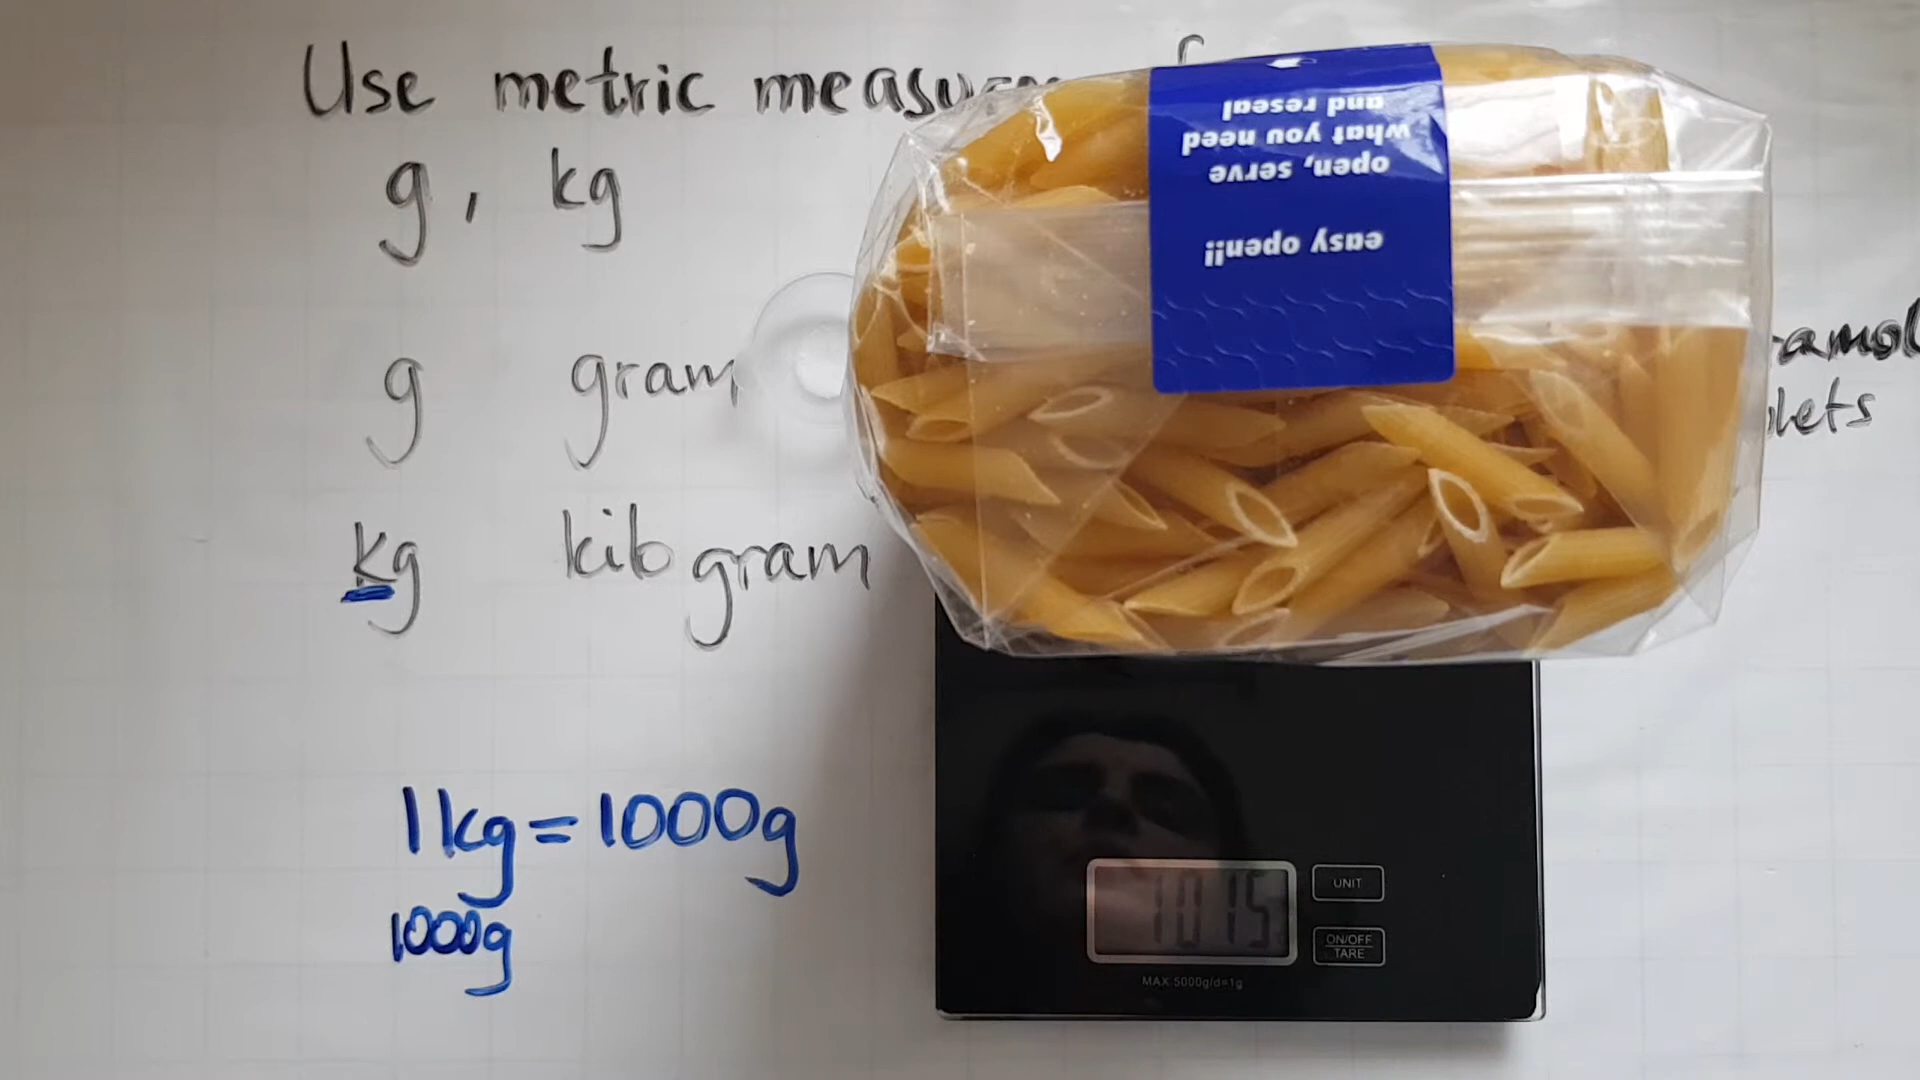 Use metric measure
g, kg
g gram
kg kilogram
1kg = 1000g
1000g
easy open!!
open, serve
what you need
and reseal
1015
UNIT
ON/OFF
TARE
MAX 5000g/d=1g